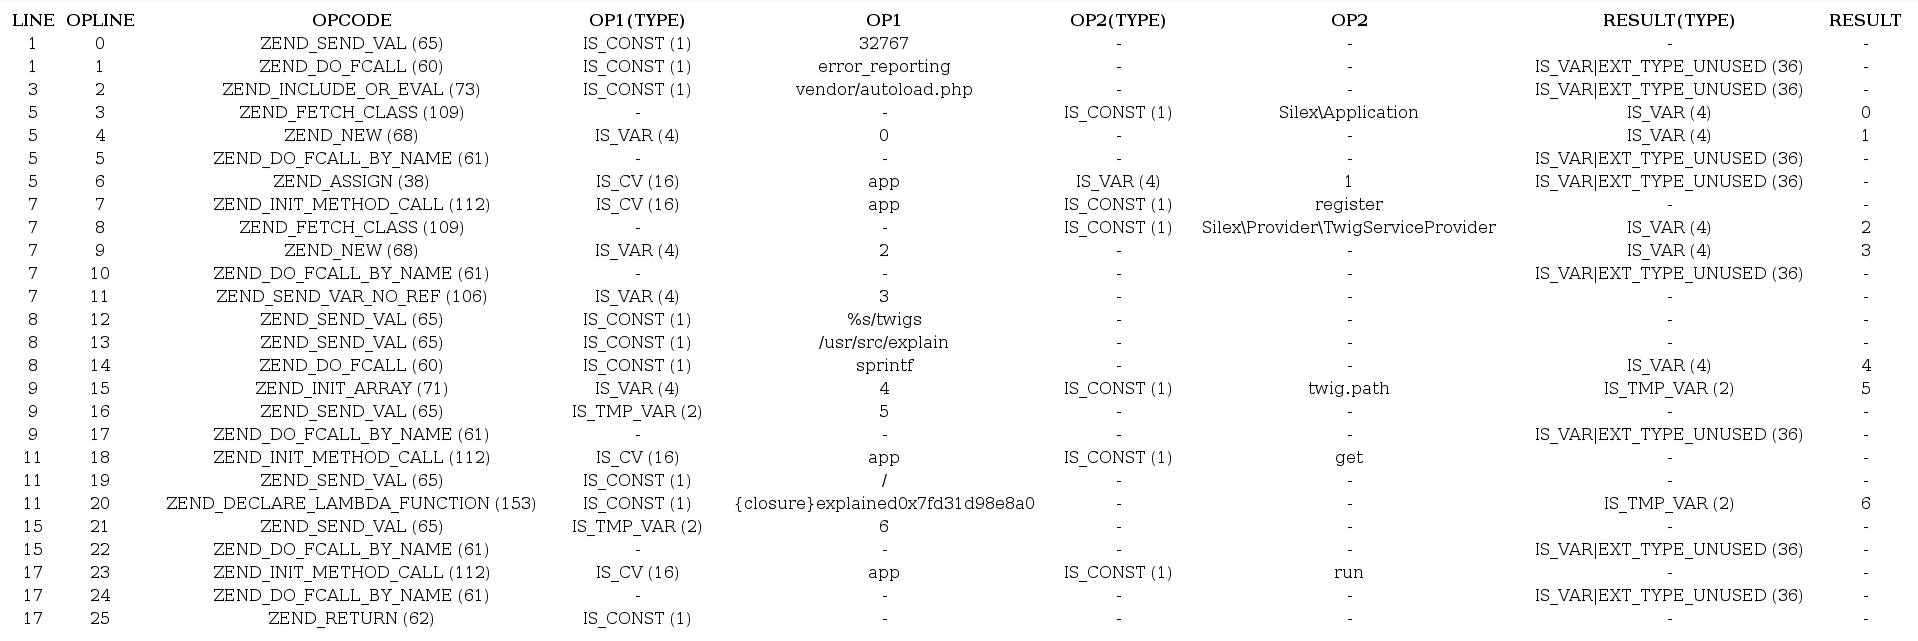 LINE OPLINE OPCODE OP1(TYPE) OP1 OP2(TYPE) OP2 RESULT(TYPE) RESULT
1 0 ZEND_SEND_VAL (65) IS_CONST (1) 32767 - - - -
1 1 ZEND_DO_FCALL (60) IS_CONST (1) error_reporting - - IS_VAR|EXT_TYPE_UNUSED (36) -
3 2 ZEND_INCLUDE_OR_EVAL (73) IS_CONST (1) vendor/autoload.php - - IS_VAR|EXT_TYPE_UNUSED (36) -
5 3 ZEND_FETCH_CLASS (109) - - IS_CONST (1) Silex\Application IS_VAR (4) 0
5 4 ZEND_NEW (68) IS_VAR (4) 0 - - IS_VAR (4) 1
5 5 ZEND_DO_FCALL_BY_NAME (61) - - - - IS_VAR|EXT_TYPE_UNUSED (36) -
5 6 ZEND_ASSIGN (38) IS_CV (16) app IS_VAR (4) 1 IS_VAR|EXT_TYPE_UNUSED (36) -
7 7 ZEND_INIT_METHOD_CALL (112) IS_CV (16) app IS_CONST (1) register - -
7 8 ZEND_FETCH_CLASS (109) - - IS_CONST (1) Silex\Provider\TwigServiceProvider IS_VAR (4) 2
7 9 ZEND_NEW (68) IS_VAR (4) 2 - - IS_VAR (4) 3
7 10 ZEND_DO_FCALL_BY_NAME (61) - - - - IS_VAR|EXT_TYPE_UNUSED (36) -
7 11 ZEND_SEND_VAR_NO_REF (106) IS_VAR (4) 3 - - - -
8 12 ZEND_SEND_VAL (65) IS_CONST (1) %s/twigs - - - -
8 13 ZEND_SEND_VAL (65) IS_CONST (1) /usr/src/explain - - - -
8 14 ZEND_DO_FCALL (60) IS_CONST (1) sprintf - - IS_VAR (4) 4
9 15 ZEND_INIT_ARRAY (71) IS_VAR (4) 4 IS_CONST (1) twig.path IS_TMP_VAR (2) 5
9 16 ZEND_SEND_VAL (65) IS_TMP_VAR (2) 5 - - - -
9 17 ZEND_DO_FCALL_BY_NAME (61) - - - - IS_VAR|EXT_TYPE_UNUSED (36) -
11 18 ZEND_INIT_METHOD_CALL (112) IS_CV (16) app IS_CONST (1) get - -
11 19 ZEND_SEND_VAL (65) IS_CONST (1) / - - - -
11 20 ZEND_DECLARE_LAMBDA_FUNCTION (153) IS_CONST (1) {closure}explained0x7fd31d98e8a0 - - IS_TMP_VAR (2) 6
15 21 ZEND_SEND_VAL (65) IS_TMP_VAR (2) 6 - - - -
15 22 ZEND_DO_FCALL_BY_NAME (61) - - - - IS_VAR|EXT_TYPE_UNUSED (36) -
17 23 ZEND_INIT_METHOD_CALL (112) IS_CV (16) app IS_CONST (1) run - -
17 24 ZEND_DO_FCALL_BY_NAME (61) - - - - IS_VAR|EXT_TYPE_UNUSED (36) -
17 25 ZEND_RETURN (62) IS_CONST (1) - - - - -